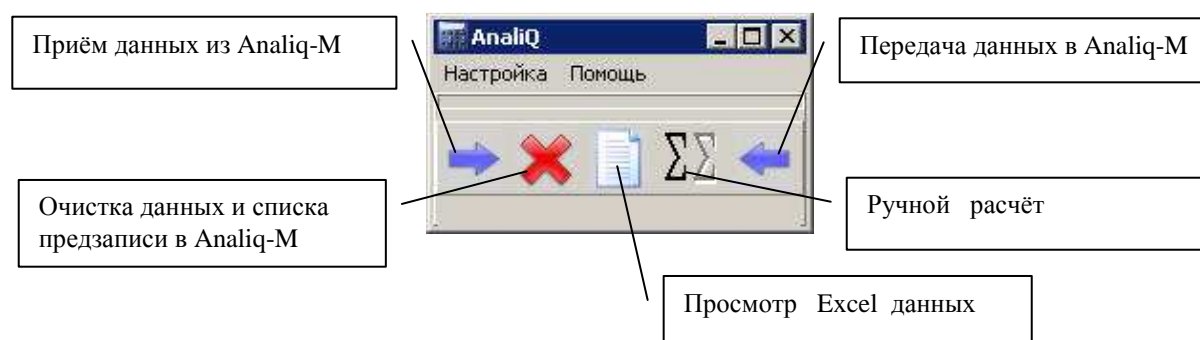 Приём данных из Analiq-M
AnaliQ
Передача данных в Analiq-M
Настройка Помощь
Очистка данных и списка
предзаписи в Analiq-M
Ручной расчёт
Просмотр Excel данных